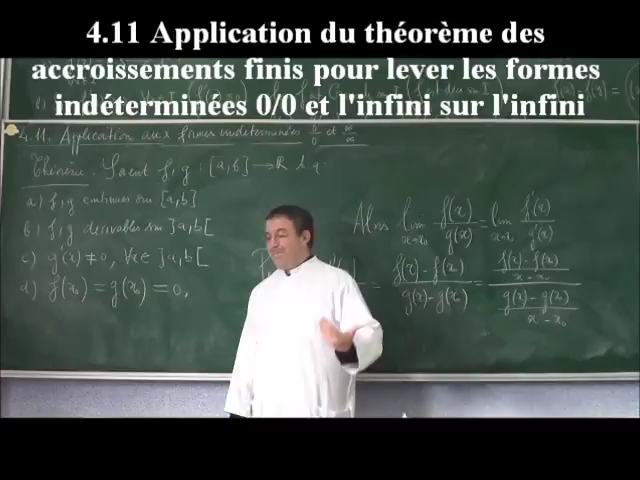 4.11 Application du théorème des
accroissements finis pour lever les formes
indéterminées 0/0 et l'infini sur l'infini
4.11. Application aux formes indéterminées 0/0 et ∞/∞
Théorème. Soient f, g : [a, b] → ℝ t. q.
a) f, g continues sur [a, b]
b) f, g dérivables sur ]a, b[
c) g'(x) ≠ 0, ∀x ∈ ]a, b[
d) f(x₀) = g(x₀) = 0,
Alors lim x→x₀ f(x)/g(x) = lim x→x₀ f'(x)/g'(x)
= (f(x) - f(x₀))/(g(x) - g(x₀)) = ((f(x) - f(x₀))/(x - x₀))/((g(x) - g(x₀))/(x - x₀))